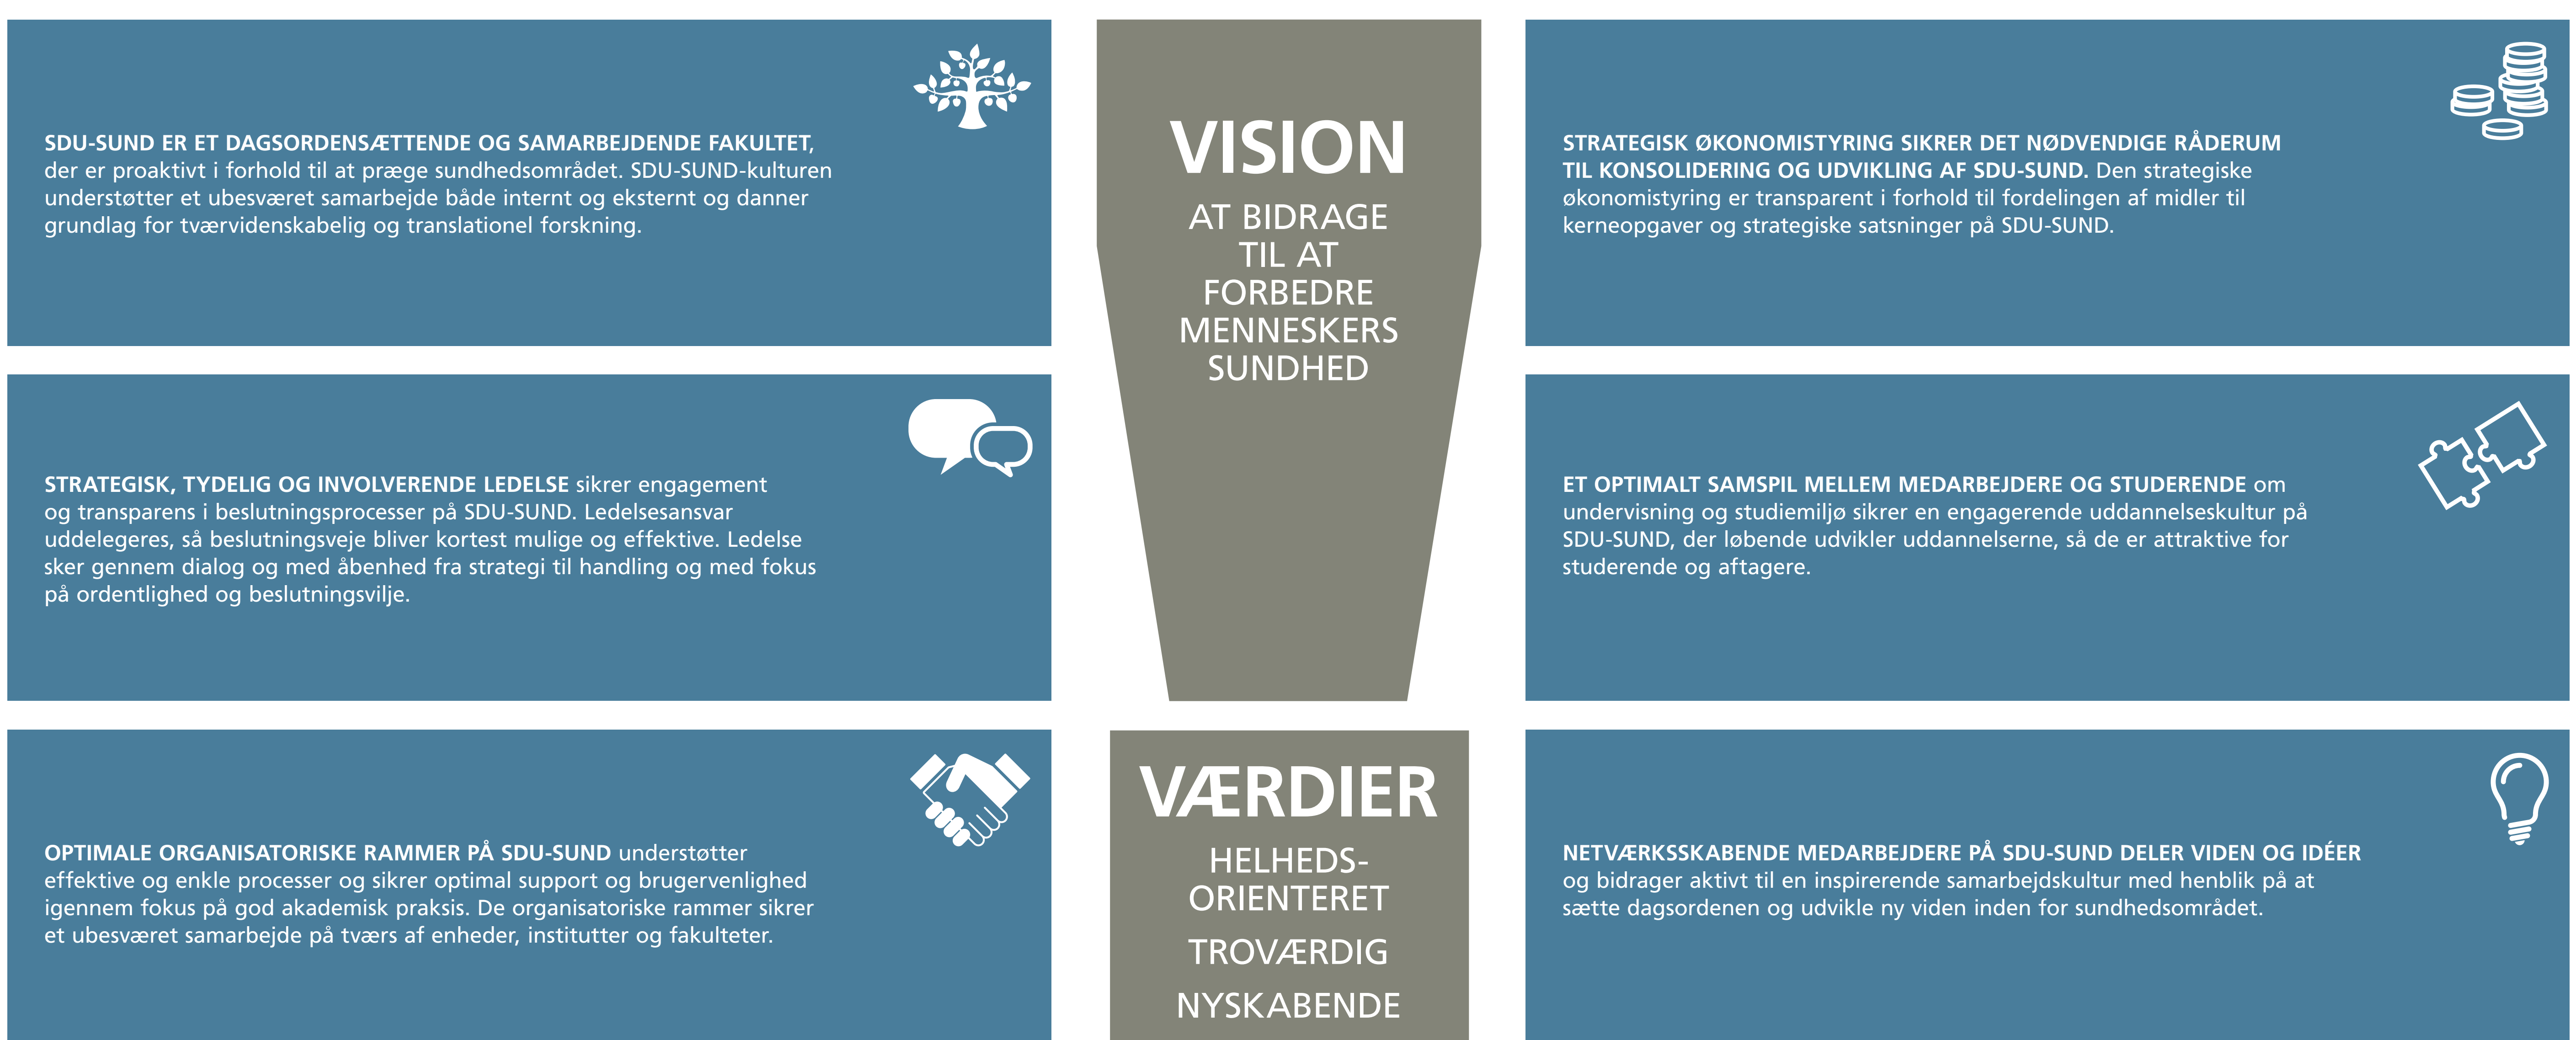 SDU-SUND ER ET DAGSORDENSÆTTENDE OG SAMARBEJDENDE FAKULTET,
der er proaktivt i forhold til at præge sundhedsområdet. SDU-SUND-kulturen
understøtter et ubesværet samarbejde både internt og eksternt og danner
grundlag for tværvidenskabelig og translationel forskning.
STRATEGISK, TYDELIG OG INVOLVERENDE LEDELSE sikrer engagement
og transparens i beslutningsprocesser på SDU-SUND. Ledelsesansvar
uddelegeres, så beslutningsveje bliver kortest mulige og effektive. Ledelse
sker gennem dialog og med åbenhed fra strategi til handling og med fokus
på ordentlighed og beslutningsvilje.
OPTIMALE ORGANISATORISKE RAMMER PÅ SDU-SUND understøtter
effektive og enkle processer og sikrer optimal support og brugervenlighed
igennem fokus på god akademisk praksis. De organisatoriske rammer sikrer
et ubesværet samarbejde på tværs af enheder, institutter og fakulteter.
VISION
AT BIDRAGE
TIL AT
FORBEDRE
MENNESKERS
SUNDHED
VÆRDIER
HELHEDS-
ORIENTERET
TROVÆRDIG
NYSKABENDE
STRATEGISK ØKONOMISTYRING SIKRER DET NØDVENDIGE RÅDERUM
TIL KONSOLIDERING OG UDVIKLING AF SDU-SUND. Den strategiske
økonomistyring er transparent i forhold til fordelingen af midler til
kerneopgaver og strategiske satsninger på SDU-SUND.
ET OPTIMALT SAMSPIL MELLEM MEDARBEJDERE OG STUDERENDE om
undervisning og studiemiljø sikrer en engagerende uddannelseskultur på
SDU-SUND, der løbende udvikler uddannelserne, så de er attraktive for
studerende og aftagere.
NETVÆRKSSKABENDE MEDARBEJDERE PÅ SDU-SUND DELER VIDEN OG IDÉER
og bidrager aktivt til en inspirerende samarbejdskultur med henblik på at
sætte dagsordenen og udvikle ny viden inden for sundhedsområdet.